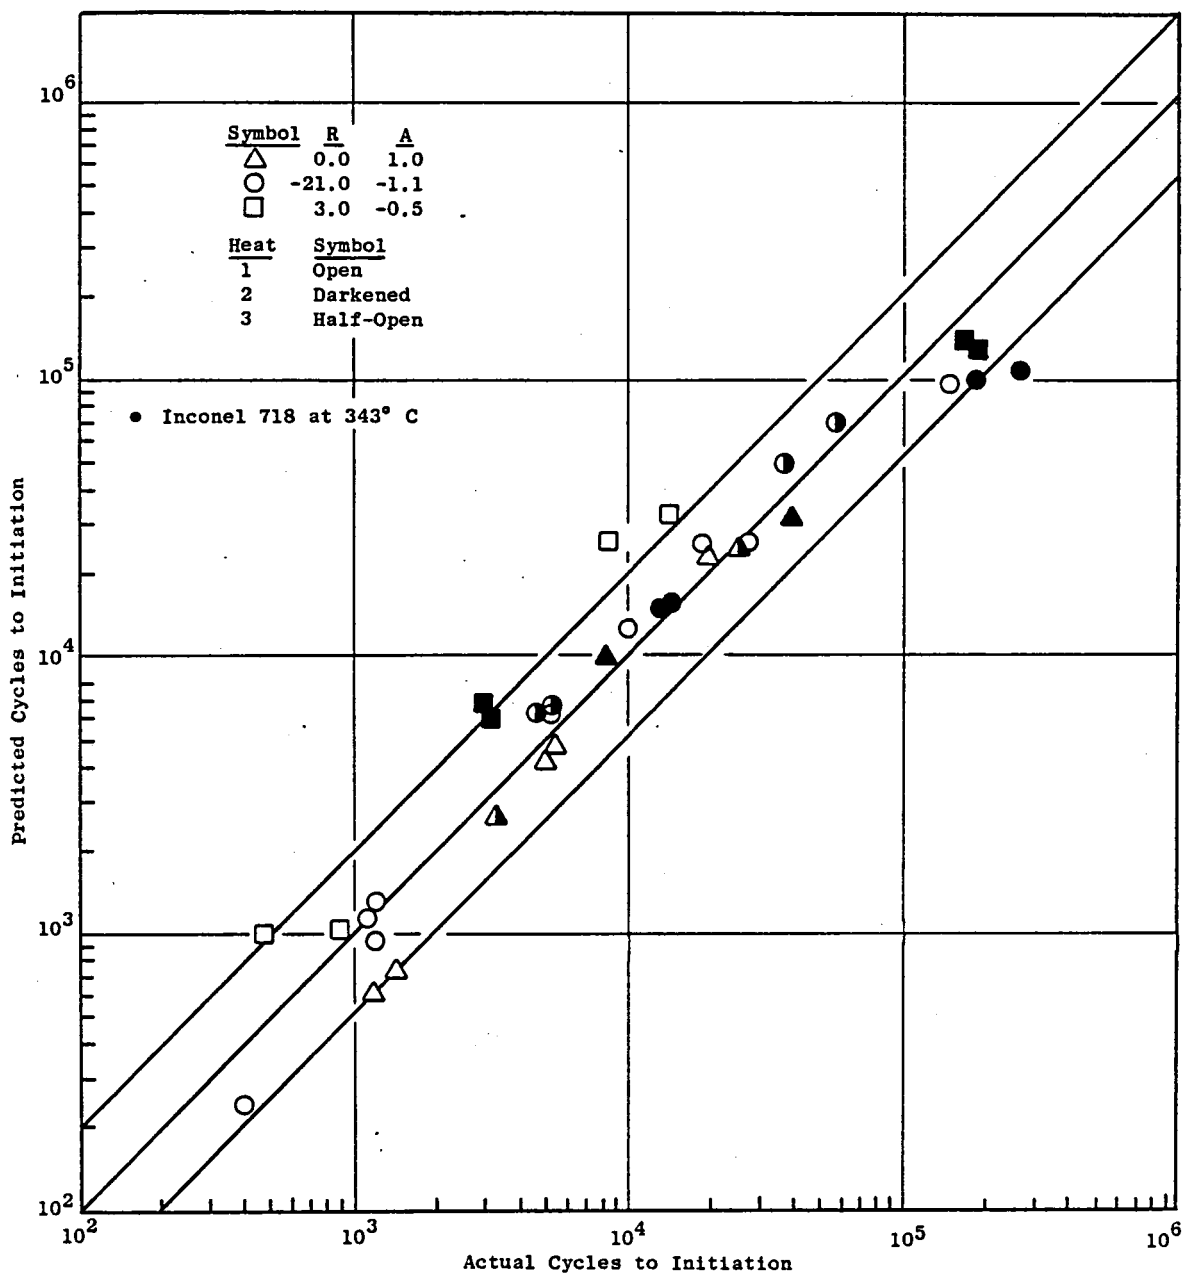 10^6
Symbol R A
△ 0.0 1.0
○ -21.0 -1.1
□ 3.0 -0.5
Heat Symbol
1 Open
2 Darkened
3 Half-Open
10^5
● Inconel 718 at 343° C
Predicted Cycles to Initiation
10^4
10^3
10^2
10^2 10^3 10^4 10^5 10^6
Actual Cycles to Initiation